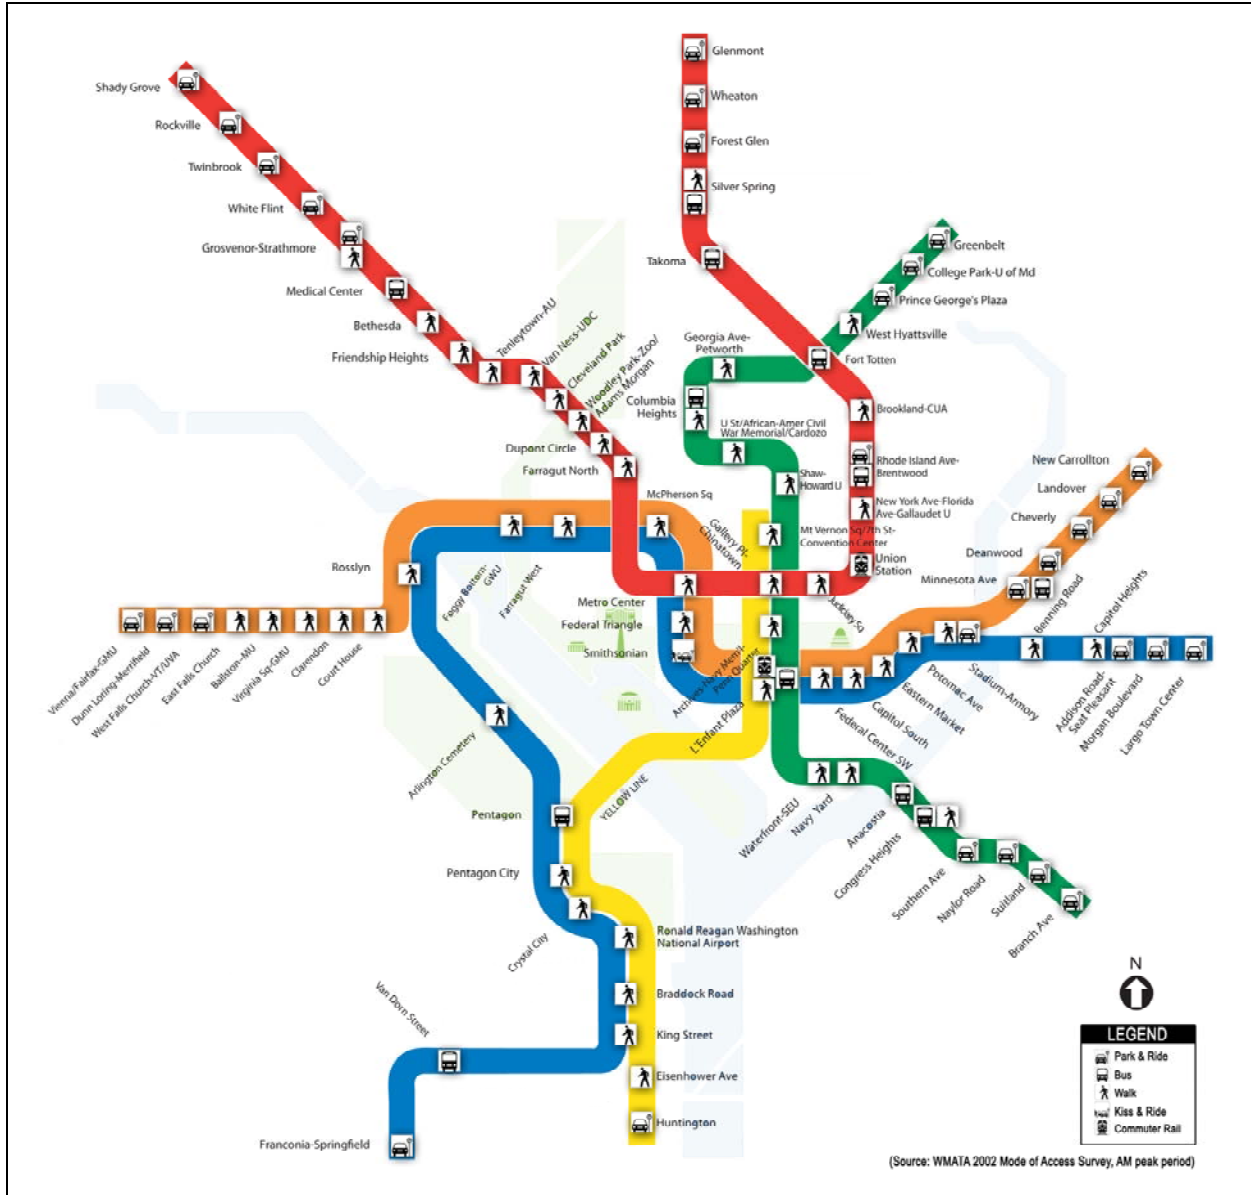 Glenmont
Wheaton
Forest Glen
Silver Spring
Takoma
Shady Grove
Rockville
Twinbrook
White Flint
Grosvenor-Strathmore
Medical Center
Bethesda
Friendship Heights
Tenleytown-AU
Van Ness-UDC
Cleveland Park
Woodley Park-Zoo/
Adams Morgan
Dupont Circle
Farragut North
Greenbelt
College Park-U of Md
Prince George's Plaza
West Hyattsville
Fort Totten
Georgia Ave-
Petworth
Columbia
Heights
U St/African-Amer Civil
War Memorial/Cardozo
Shaw-
Howard U
Brookland-CUA
Rhode Island Ave-
Brentwood
New York Ave-Florida
Ave-Gallaudet U
Mt Vernon Sq/7th St-
Convention Center
Union
Station
Gallery Pl-
Chinatown
Judicary Sq
McPherson Sq
Metro Center
Federal Triangle
Smithsonian
Rosslyn
Foggy Bottom-
GWU
Farragut West
Vienna/Fairfax-GMU
Dunn Loring-Merrifield
West Falls Church-VT/UVA
East Falls Church
Ballston-MU
Virginia Sq-GMU
Clarendon
Court House
New Carrollton
Landover
Cheverly
Deanwood
Minnesota Ave
Benning Road
Capitol Heights
Addison Road-
Seat Pleasant
Morgan Boulevard
Largo Town Center
Stadium-Armory
Potomac Ave
Eastern Market
Capitol South
Federal Center SW
Archives-Navy Mem'l-
Penn Quarter
L'Enfant Plaza
Arlington Cemetery
Pentagon
YELLOW LINE
Pentagon City
Crystal City
Ronald Reagan Washington
National Airport
Braddock Road
King Street
Eisenhower Ave
Huntington
Van Dorn Street
Franconia-Springfield
Waterfront-SEU
Navy Yard
Anacostia
Congress Heights
Southern Ave
Naylor Road
Suitland
Branch Ave
N
LEGEND
Park & Ride
Bus
Walk
Kiss & Ride
Commuter Rail
(Source: WMATA 2002 Mode of Access Survey, AM peak period)